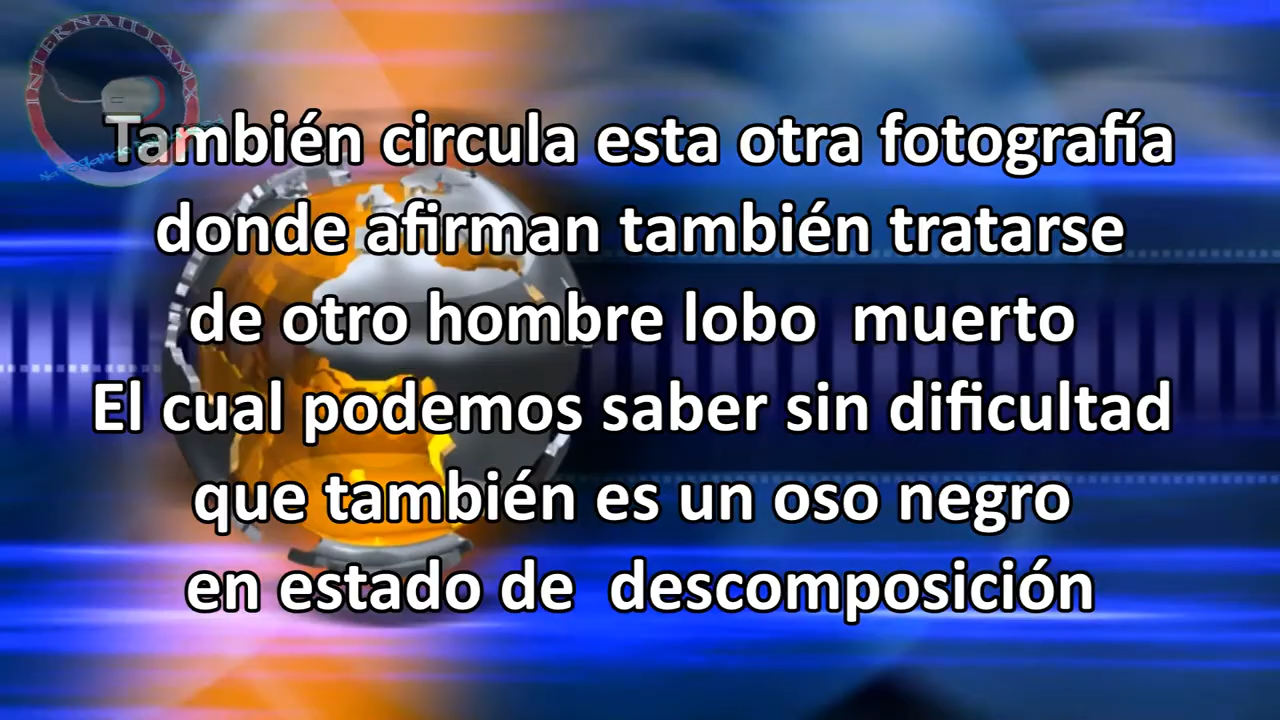 INTERNAUTAMX
También circula esta otra fotografía
donde afirman también tratarse
de otro hombre lobo muerto
El cual podemos saber sin dificultad
que también es un oso negro
en estado de descomposición